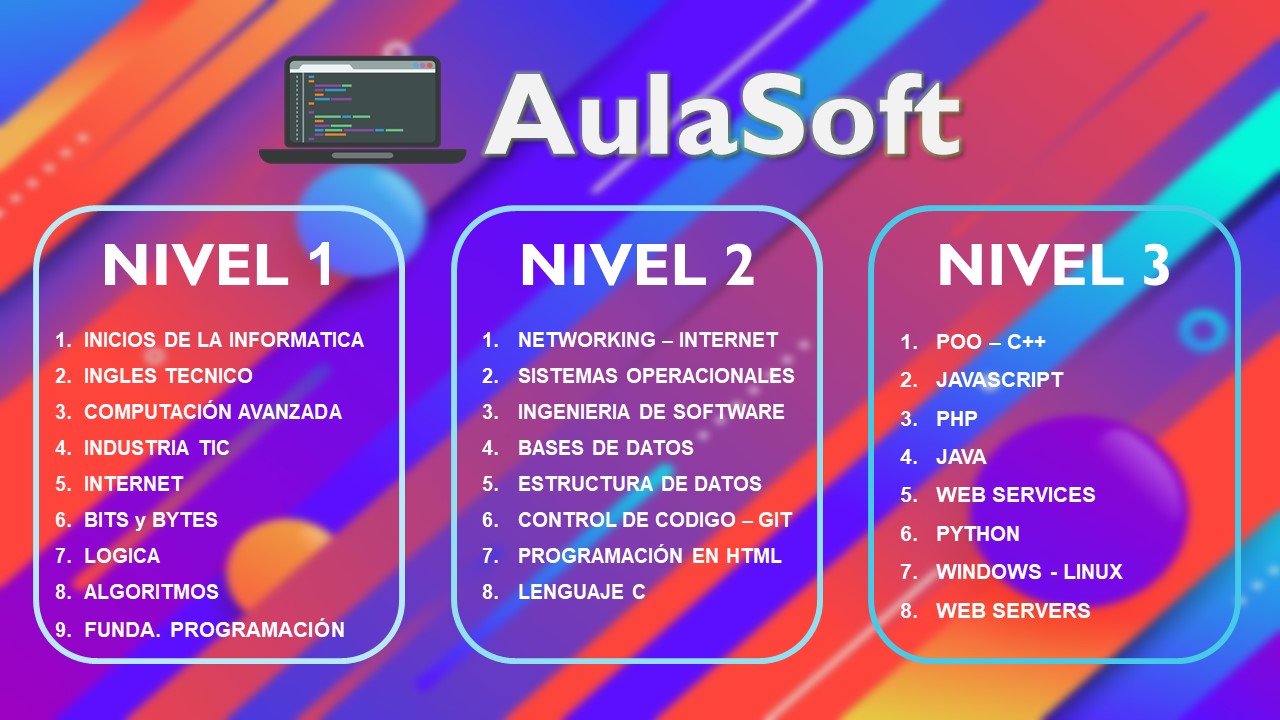 AulaSoft
NIVEL 1
1. INICIOS DE LA INFORMATICA
2. INGLES TECNICO
3. COMPUTACIÓN AVANZADA
4. INDUSTRIA TIC
5. INTERNET
6. BITS y BYTES
7. LOGICA
8. ALGORITMOS
9. FUNDA. PROGRAMACIÓN
NIVEL 2
1. NETWORKING – INTERNET
2. SISTEMAS OPERACIONALES
3. INGENIERIA DE SOFTWARE
4. BASES DE DATOS
5. ESTRUCTURA DE DATOS
6. CONTROL DE CODIGO – GIT
7. PROGRAMACIÓN EN HTML
8. LENGUAJE C
NIVEL 3
1. POO – C++
2. JAVASCRIPT
3. PHP
4. JAVA
5. WEB SERVICES
6. PYTHON
7. WINDOWS - LINUX
8. WEB SERVERS